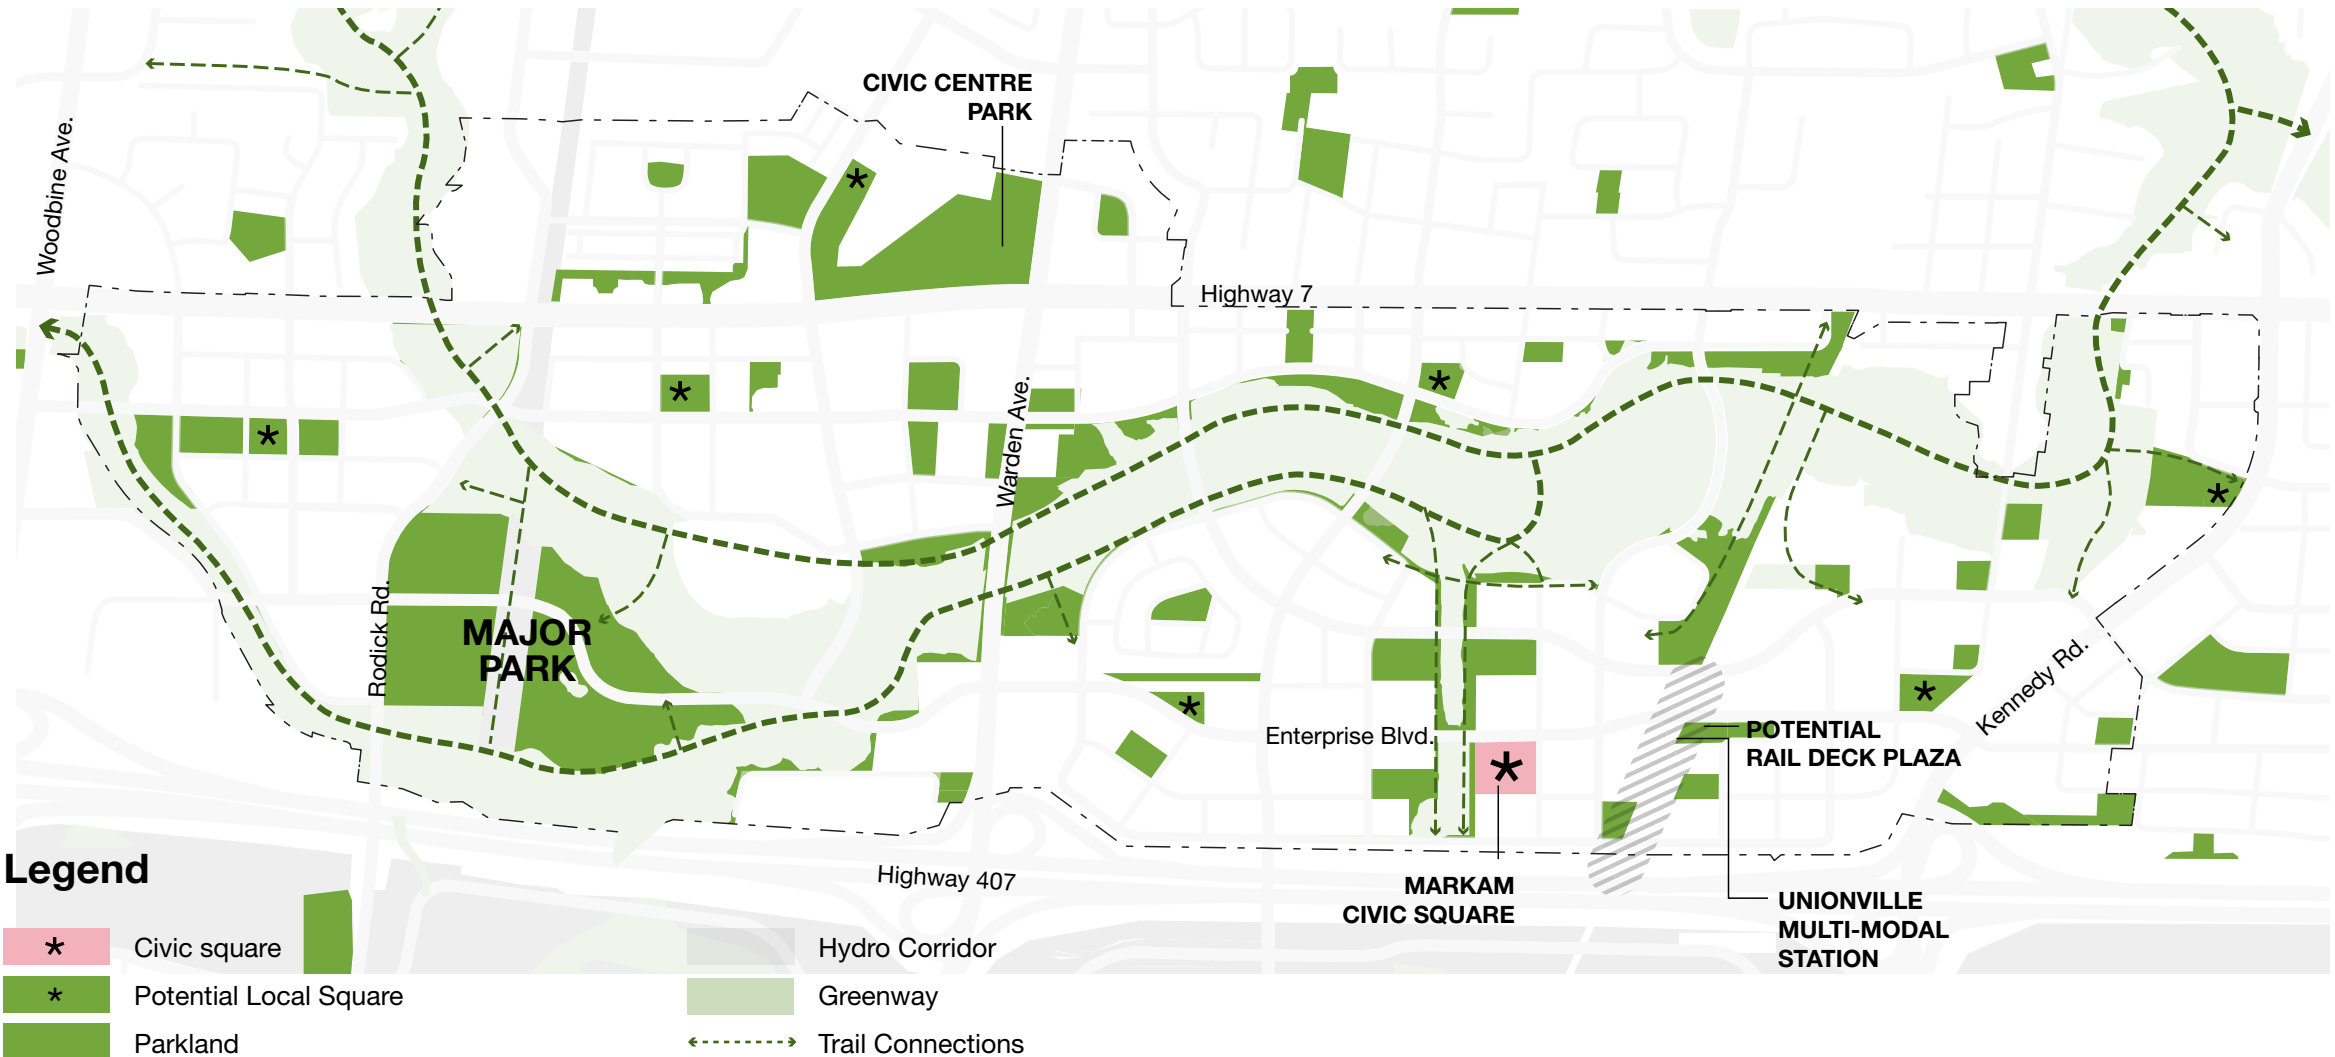 CIVIC CENTRE
PARK
Woodbine Ave.
Highway 7
Warden Ave.
Rodick Rd.
MAJOR
PARK
Enterprise Blvd.
Kennedy Rd.
POTENTIAL
RAIL DECK PLAZA
Highway 407
MARKAM
CIVIC SQUARE
UNIONVILLE
MULTI-MODAL
STATION
Legend
Civic square
Potential Local Square
Parkland
Hydro Corridor
Greenway
Trail Connections